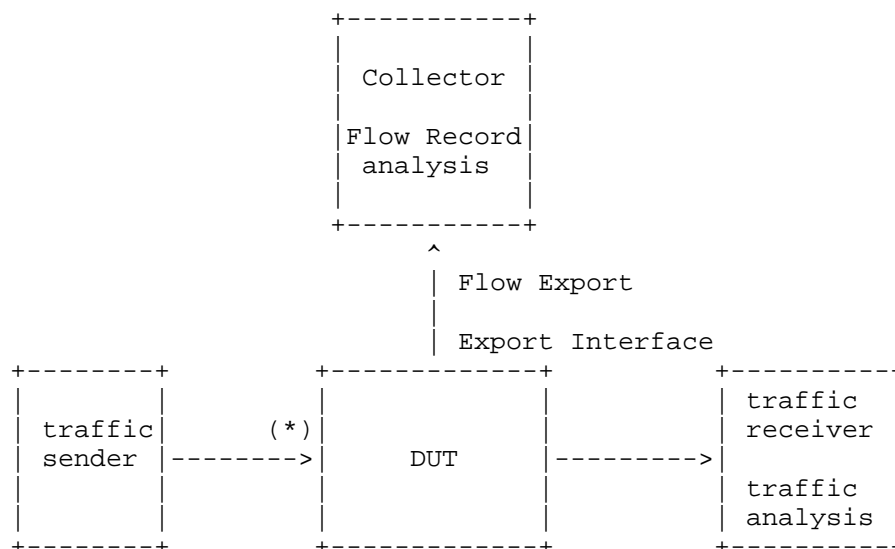 Collector
Flow Record
analysis
Flow Export
Export Interface
traffic
sender
(*)
DUT
traffic
receiver
traffic
analysis